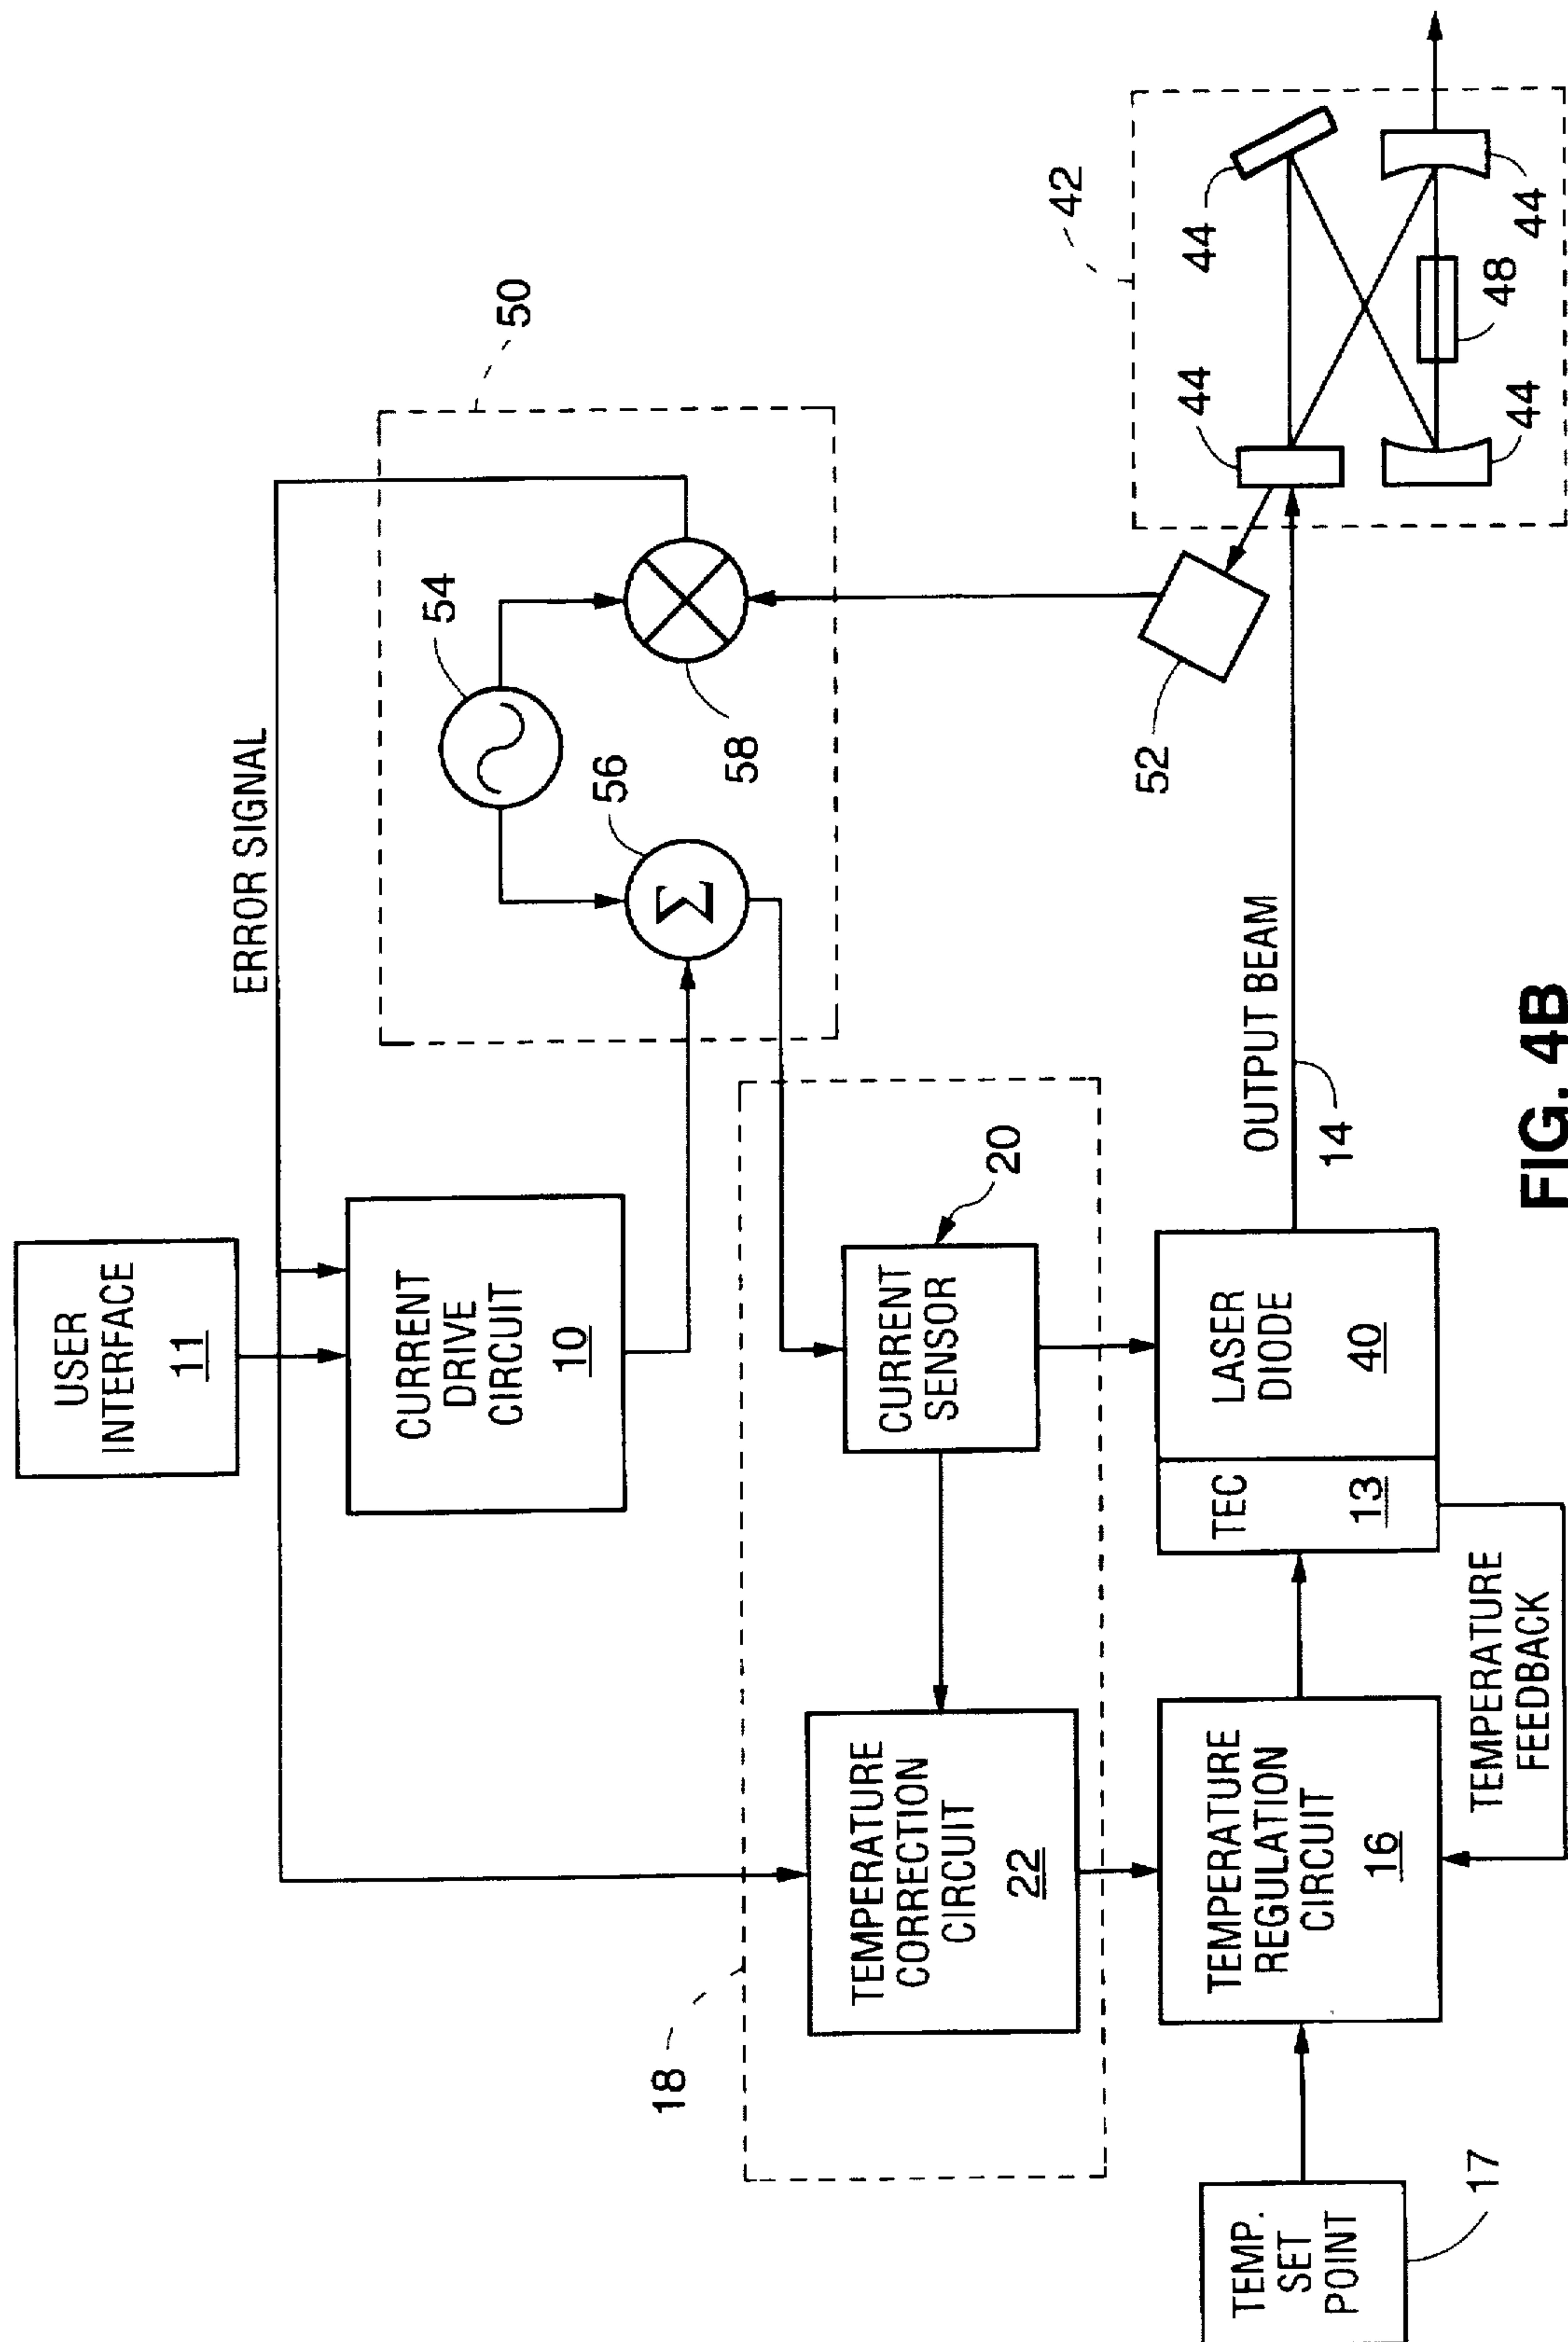 USER
INTERFACE
11
ERROR SIGNAL
CURRENT
DRIVE
CIRCUIT
10
50
54
56
Σ
58
18
TEMPERATURE
CORRECTION
CIRCUIT
22
CURRENT
SENSOR
20
52
42
44
44
44
44
48
TEMP.
SET
POINT
17
TEMPERATURE
REGULATION
CIRCUIT
16
TEC
13
LASER
DIODE
40
OUTPUT BEAM
14
TEMPERATURE
FEEDBACK
FIG. 4B